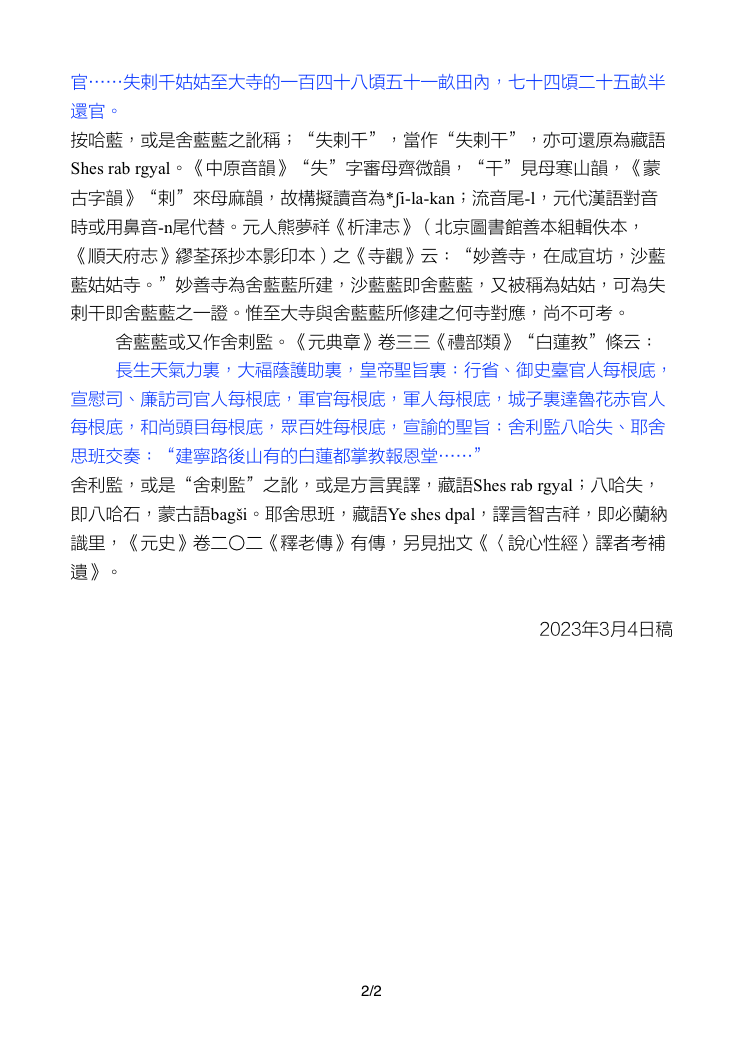 官⋯⋯失剌千姑姑至大寺的一百四十八頃五十一畝田內，七十四頃二十五畝半
還官。
按哈藍，或是舍藍藍之訛稱；“失剌千”，當作“失剌干”，亦可還原為藏語
Shes rab rgyal。《中原音韻》“失”字審母齊微韻，“干”見母寒山韻，《蒙
古字韻》“剌”來母麻韻，故構擬讀音為*ʃi-la-kan；流音尾-l，元代漢語對音
時或用鼻音-n尾代替。元人熊夢祥《析津志》（北京圖書館善本組輯佚本，
《順天府志》繆荃孫抄本影印本）之《寺觀》云：“妙善寺，在咸宜坊，沙藍
藍姑姑寺。”妙善寺為舍藍藍所建，沙藍藍即舍藍藍，又被稱為姑姑，可為失
剌干即舍藍藍之一證。惟至大寺與舍藍藍所修建之何寺對應，尚不可考。
舍藍藍或又作舍剌監。《元典章》卷三三《禮部類》“白蓮教”條云：
長生天氣力裏，大福蔭護助裏，皇帝聖旨裏：行省、御史臺官人每根底，
宣慰司、廉訪司官人每根底，軍官每根底，軍人每根底，城子裏達魯花赤官人
每根底，和尚頭目每根底，眾百姓每根底，宣諭的聖旨：舍利監八哈失、耶舍
思班交奏：“建寧路後山有的白蓮都掌教報恩堂⋯⋯”
舍利監，或是“舍剌監”之訛，或是方言異譯，藏語Shes rab rgyal；八哈失，
即八哈石，蒙古語bagši。耶舍思班，藏語Ye shes dpal，譯言智吉祥，即必蘭納
識里，《元史》卷二〇二《釋老傳》有傳，另見拙文《〈說心性經〉譯者考補
遺》。
2023年3月4日稿
2/2